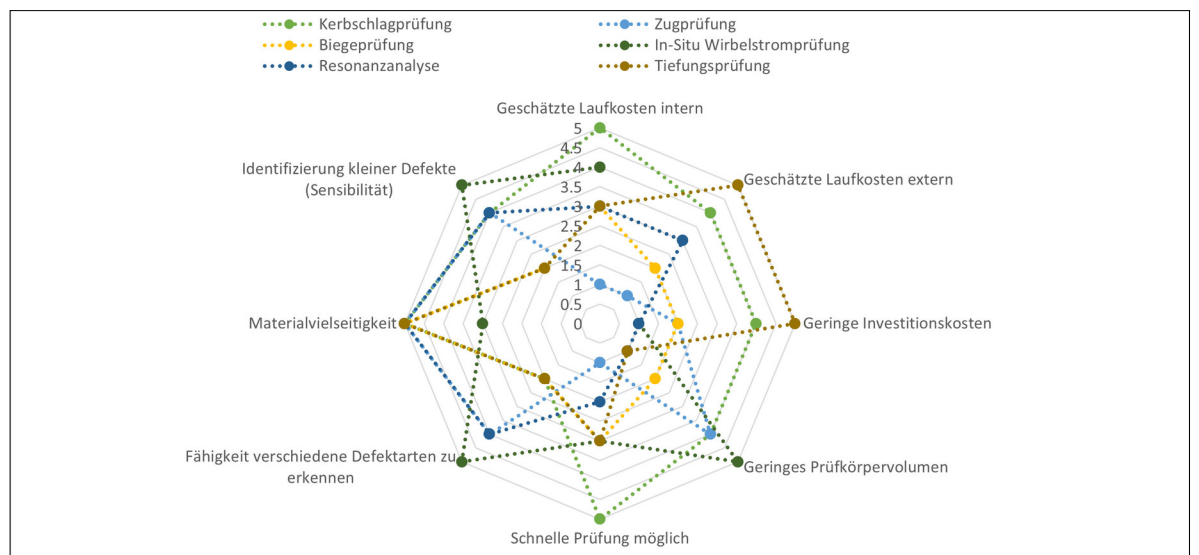 Kerbschlagprüfung Zugprüfung
Biegeprüfung In-Situ Wirbelstromprüfung
Resonanzanalyse Tiefungsprüfung
Geschätzte Laufkosten intern
5
4.5
Identifizierung kleiner Defekte
(Sensibilität)
4
Geschätzte Laufkosten extern
3.5
3
2.5
2
1.5
1
0.5
Materialvielseitigkeit 0 Geringe Investitionskosten
Fähigkeit verschiedene Defektarten zu
erkennen
Geringes Prüfkörpervolumen
Schnelle Prüfung möglich